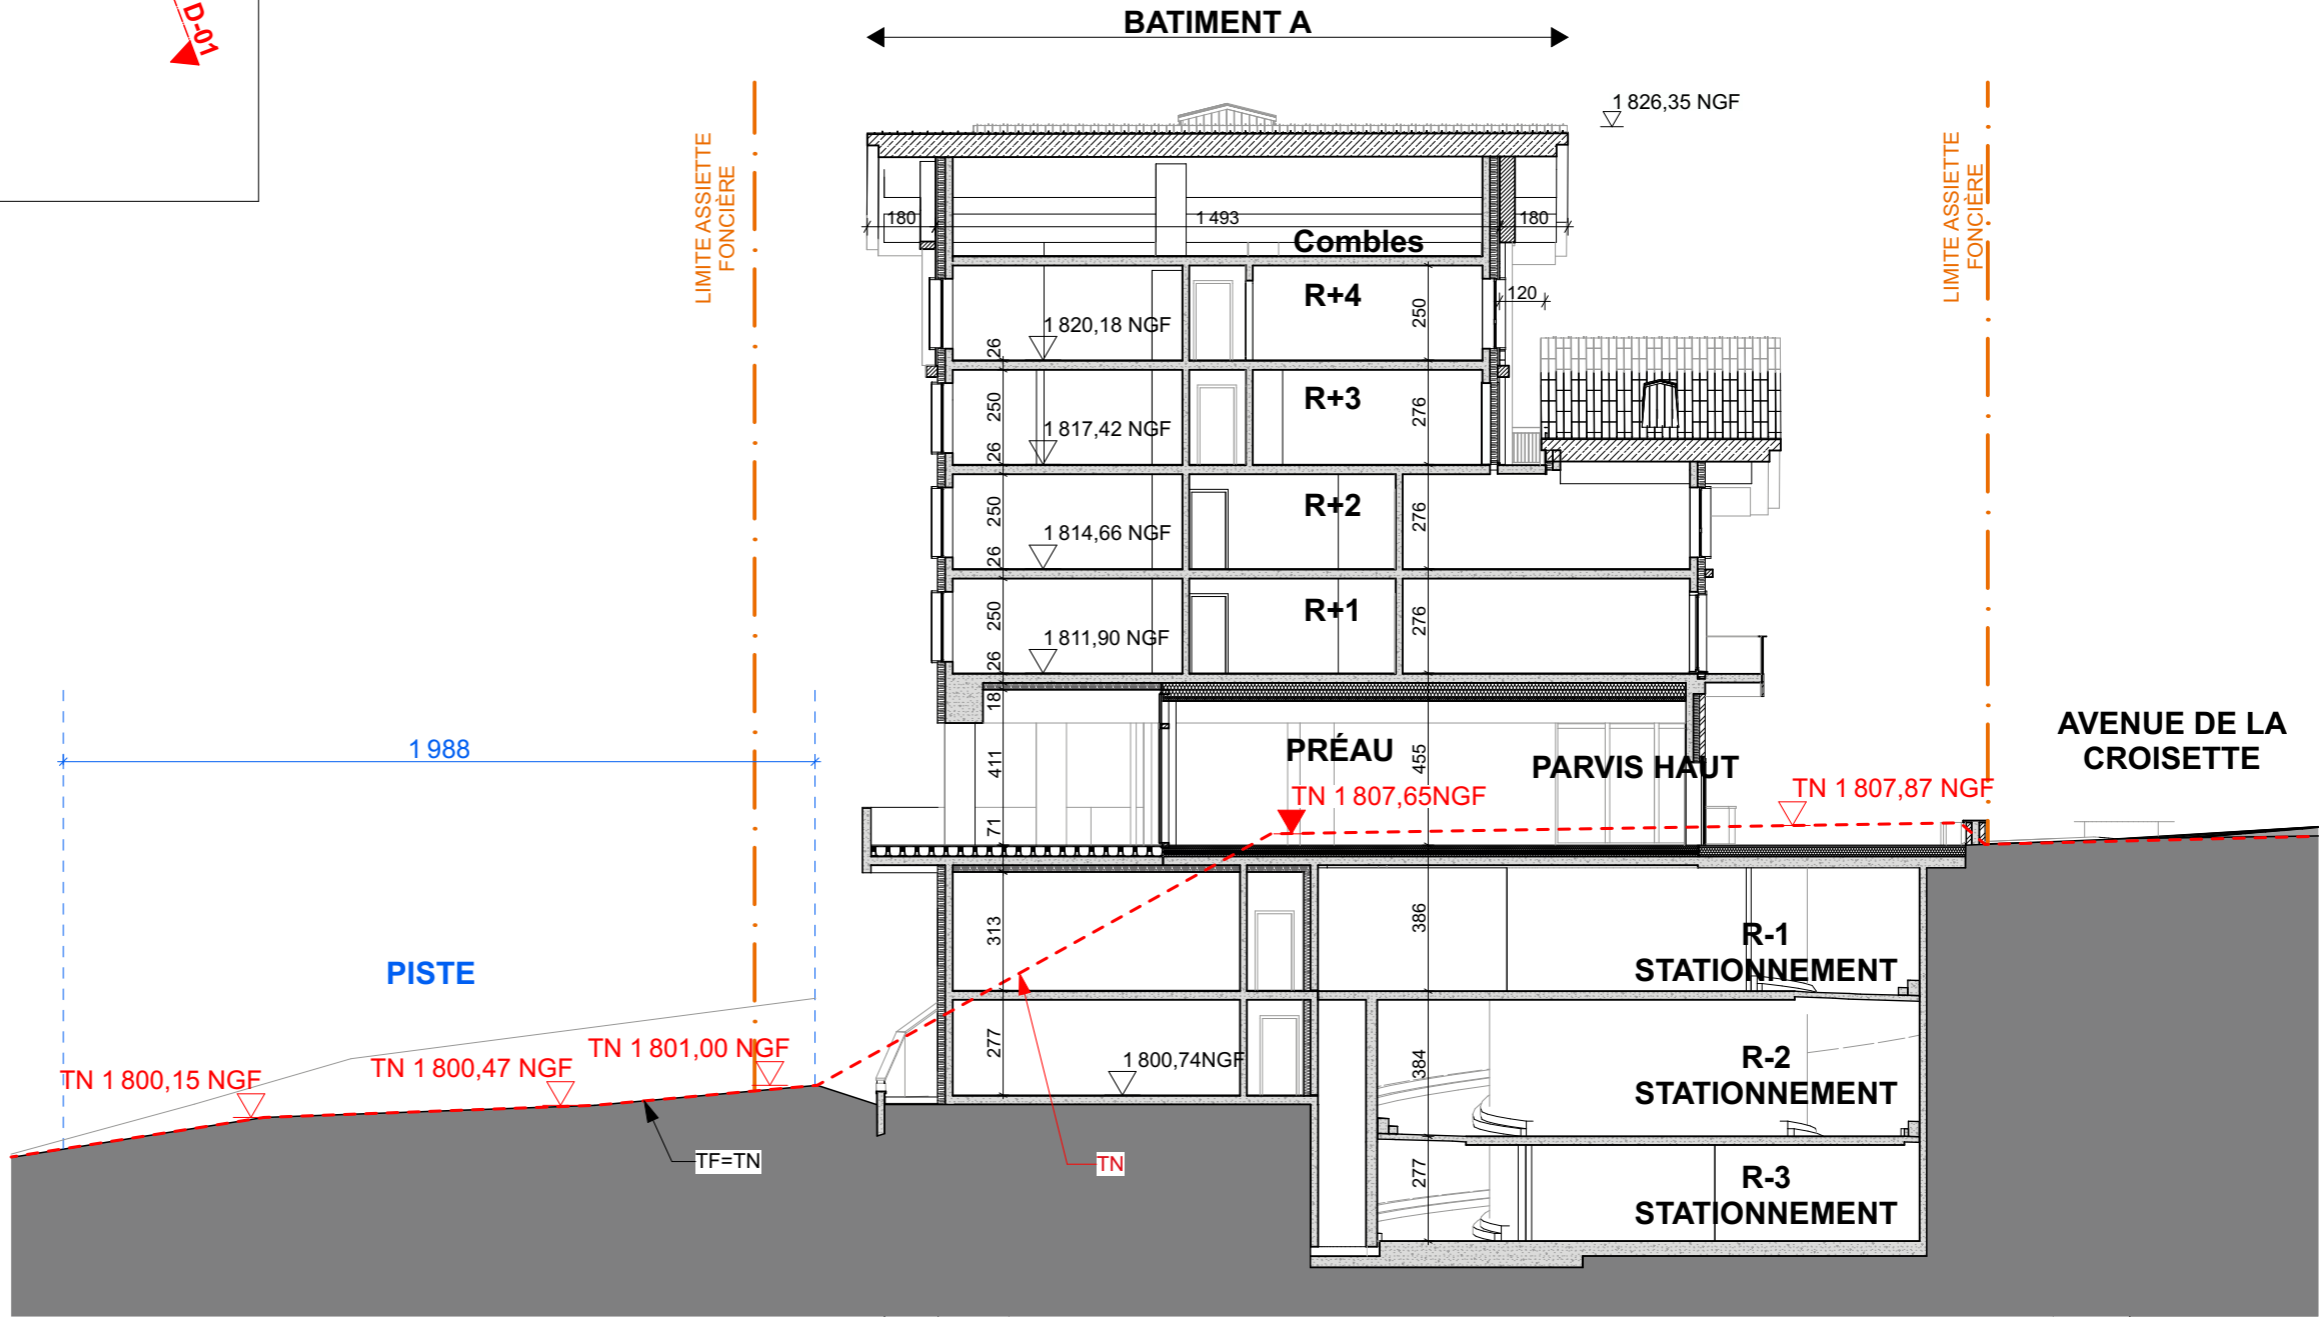 D-01
BATIMENT A
1 826,35 NGF
LIMITE ASSIETTE
FONCIÈRE
LIMITE ASSIETTE
FONCIÈRE
180
1 493
180
Combles
R+4
120
250
1 820,18 NGF
26
R+3
250
276
1 817,42 NGF
26
R+2
250
276
1 814,66 NGF
26
R+1
250
276
1 811,90 NGF
26
18
1 988
PRÉAU
411
455
PARVIS HAUT
AVENUE DE LA
CROISETTE
TN 1 807,65NGF
TN 1 807,87 NGF
71
313
386
R-1
STATIONNEMENT
PISTE
277
384
R-2
STATIONNEMENT
TN 1 800,15 NGF
TN 1 800,47 NGF
TN 1 801,00 NGF
1 800,74NGF
TF=TN
TN
277
R-3
STATIONNEMENT